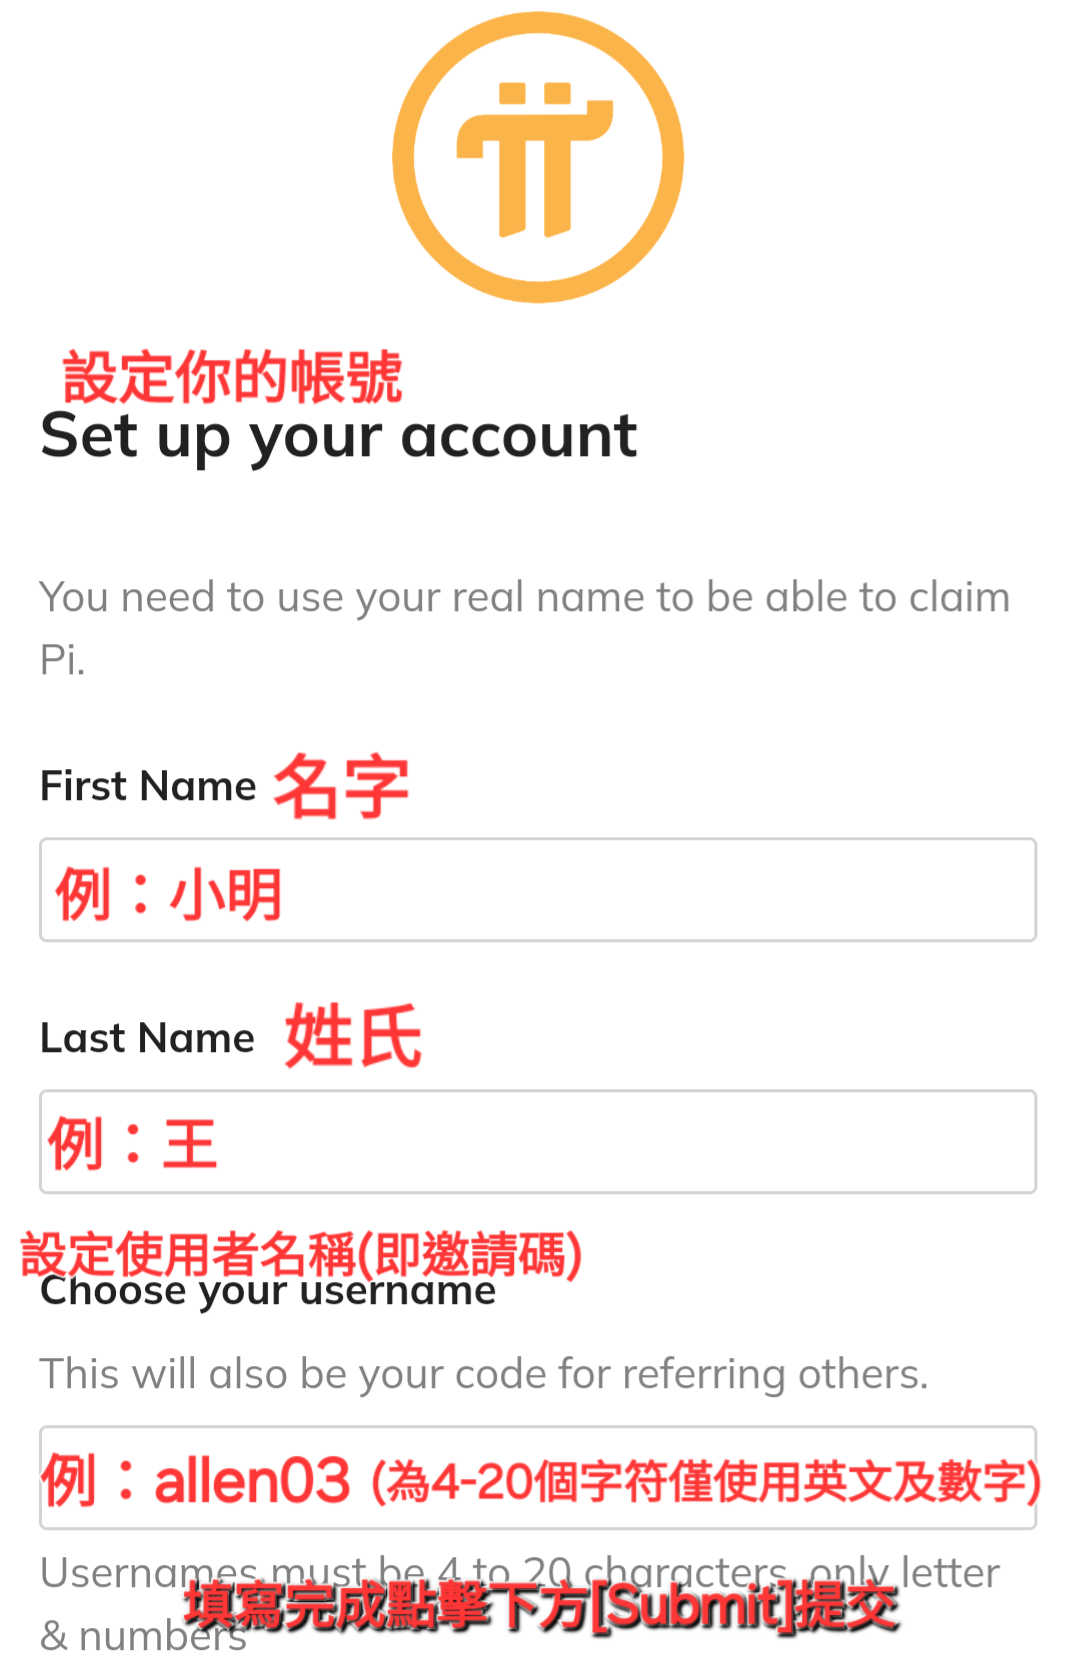 設定你的帳號
Set up your account
You need to use your real name to be able to claim
Pi.
First Name 名字
例：小明
Last Name 姓氏
例：王
設定使用者名稱(即邀請碼)
Choose your username
This will also be your code for referring others.
例：allen03 (為4-20個字符僅使用英文及數字)
Usernames must be 4 to 20 characters, only letter
填寫完成點擊下方[Submit]提交
& numbers